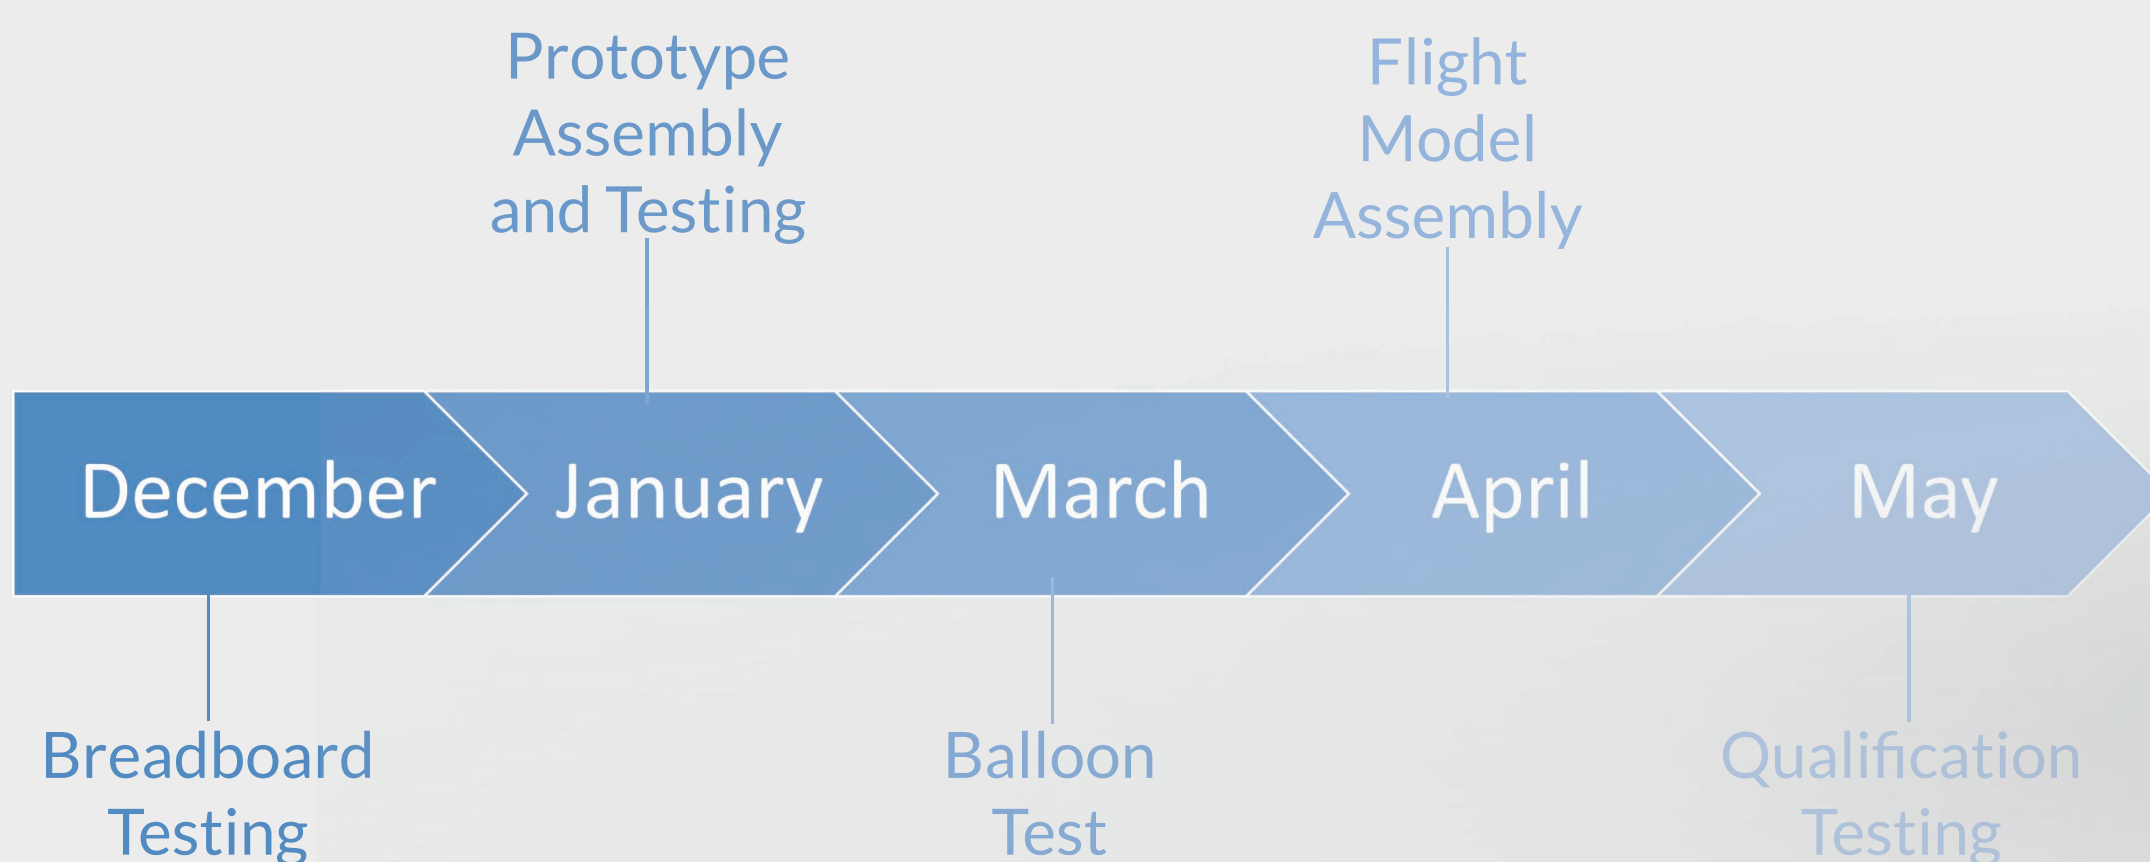 Prototype
Assembly
and Testing
Flight
Model
Assembly
December
January
March
April
May
Breadboard
Testing
Balloon
Test
Qualification
Testing